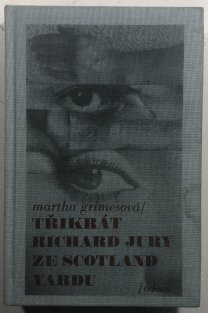 martha grimesová/
TŘIKRÁT
RICHARD JURY
ZE SCOTLAND
YARDU
/odeon